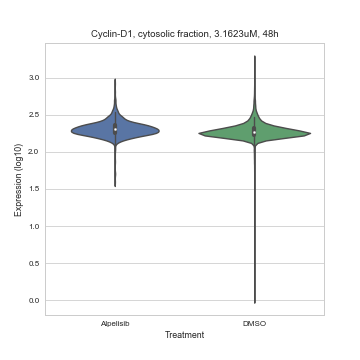 Cyclin-D1, cytosolic fraction, 3.1623uM, 48h
Expression (log10)
3.0
2.5
2.0
1.5
1.0
0.5
0.0
Alpelisib
DMSO
Treatment